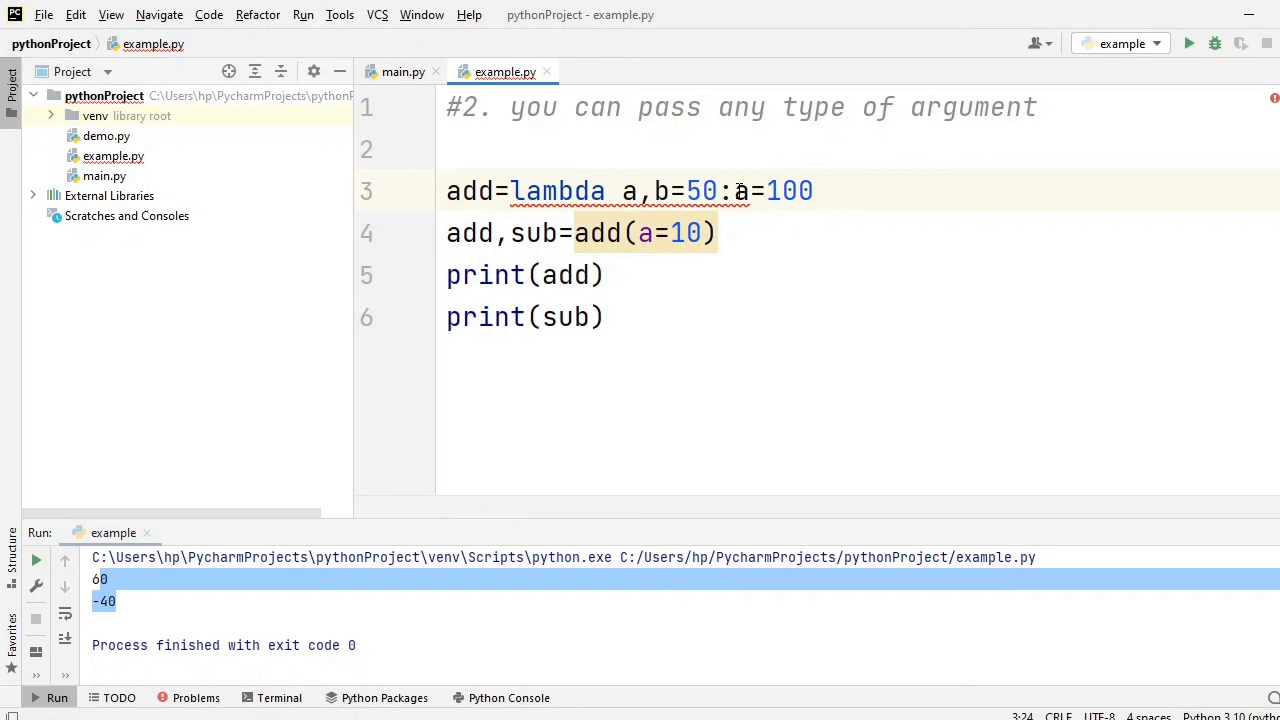 PC File Edit View Navigate Code Refactor Run Tools VCS Window Help pythonProject - example.py
pythonProject example.py example
Project main.py example.py
pythonProject C:\Users\hp\PycharmProjects\pythonP
venv library root
demo.py
example.py
main.py
External Libraries
Scratches and Consoles
1 #2. you can pass any type of argument
2
3 add=lambda a,b=50:a=100
4 add,sub=add(a=10)
5 print(add)
6 print(sub)
Project
Structure
Favorites
Run: example
C:\Users\hp\PycharmProjects\pythonProject\venv\Scripts\python.exe C:/Users/hp/PycharmProjects/pythonProject/example.py
60
-40
Process finished with exit code 0
Run TODO Problems Terminal Python Packages Python Console
3:24 CRLF UTF-8 4 spaces Python 3.10 (pytho